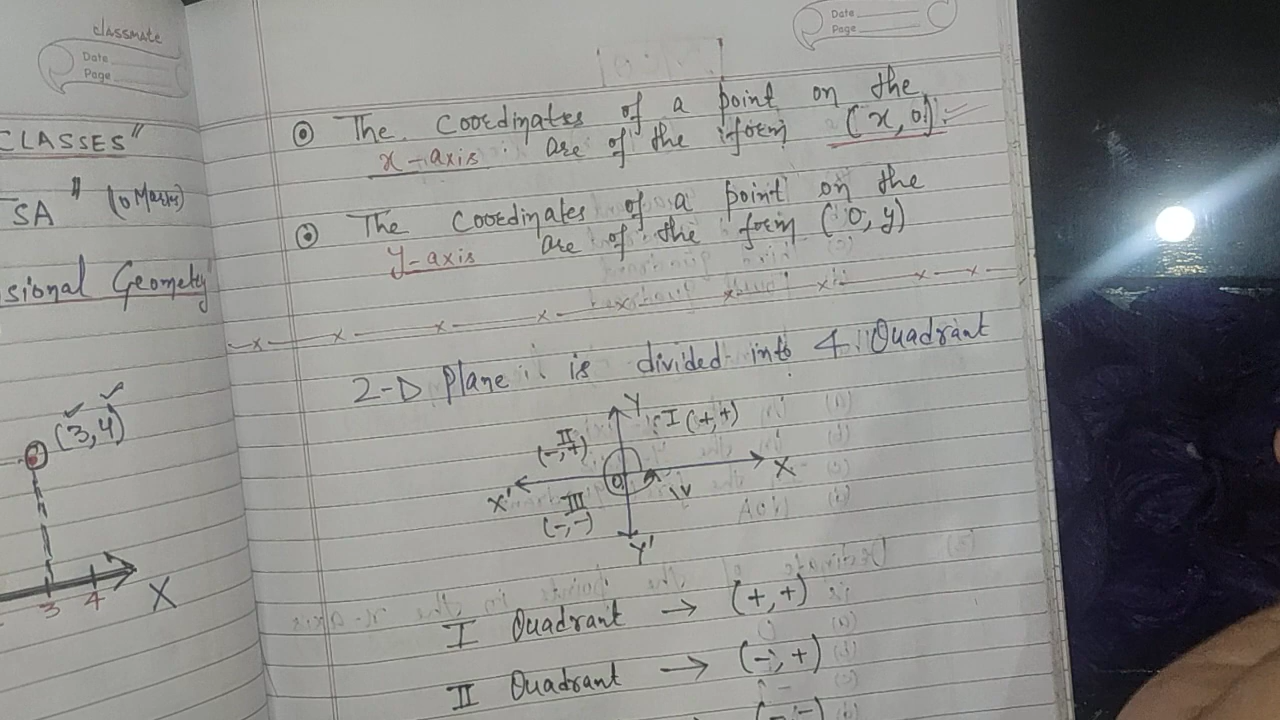 classmate
Date
Page
CLASSES"
SA" (10 Marks)
sional Geometry
(3,4)
3 4 X
Date
Page
The coordinates of a point on the
x-axis are of the form (x, 0).
The coordinates of a point on the
y-axis are of the form (0, y)
2-D Plane is divided into 4 Quadrant
Y
I (+,+)
II
(-,+)
X
X'
O
IV
III
(-,-)
Y'
I Quadrant → (+,+)
II Quadrant → (-,+)
(-,-)